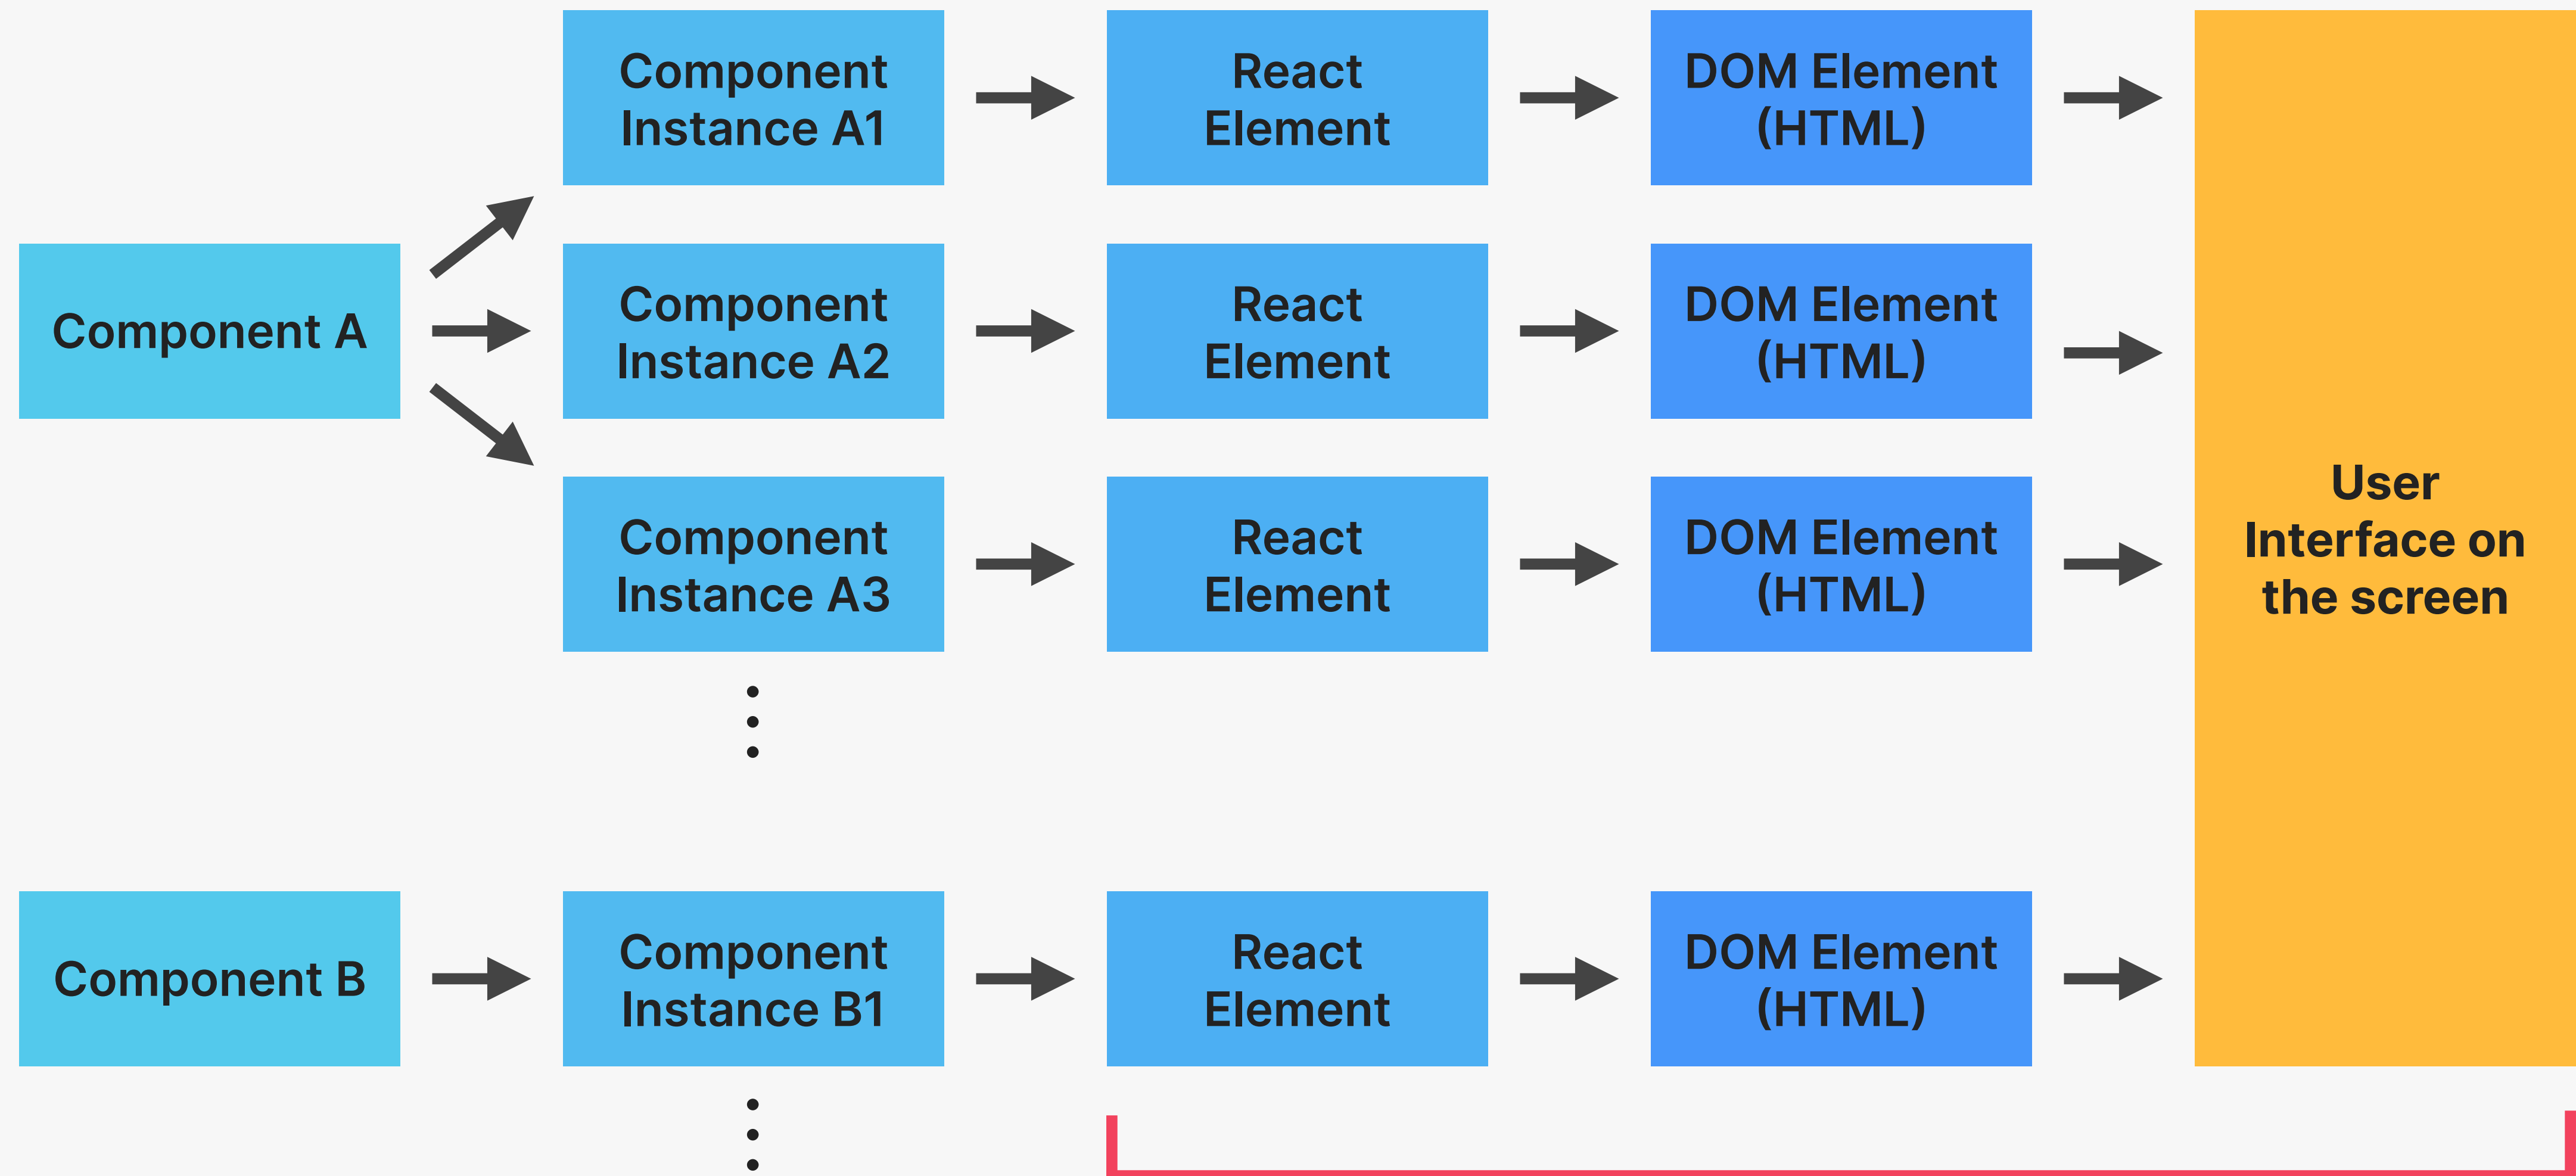 Component
Instance A1
React
Element
DOM Element
(HTML)
Component A
Component
Instance A2
React
Element
DOM Element
(HTML)
Component
Instance A3
React
Element
DOM Element
(HTML)
User
Interface on
the screen
Component B
Component
Instance B1
React
Element
DOM Element
(HTML)